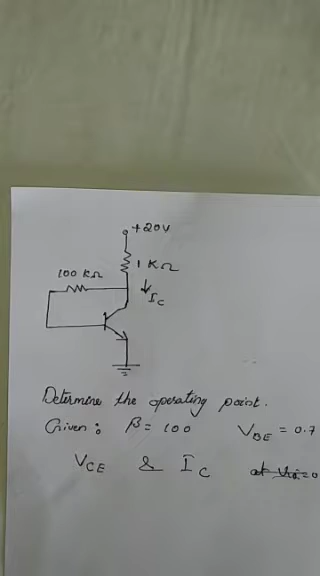 +20V
100 KΩ
1 KΩ
IC
Determine the operating point.
Given : β = 100 VBE = 0.7
VCE & IC